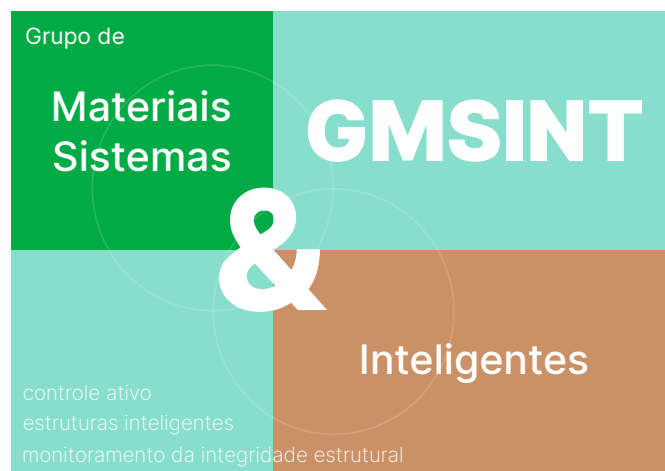 Grupo de
Materiais
Sistemas
GMSINT
&
Inteligentes
controle ativo
estruturas inteligentes
monitoramento da integridade estrutural